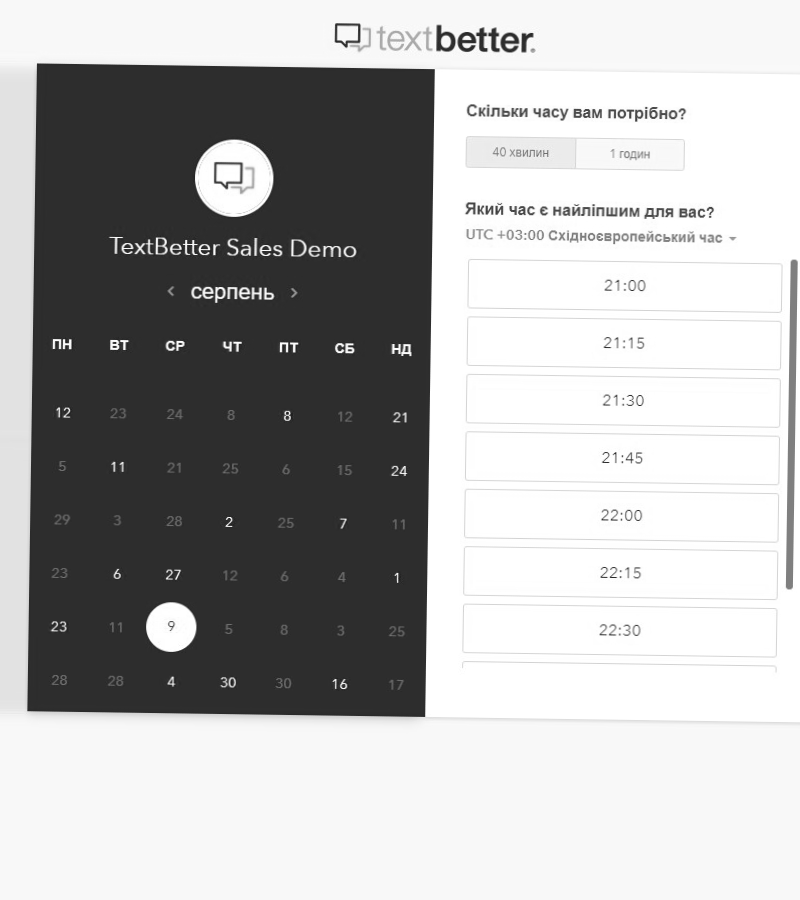 textbetter.
TextBetter Sales Demo
серпень
ПН ВТ СР ЧТ ПТ СБ НД
12 23 24 8 8 12 21
5 11 21 25 6 15 24
29 3 28 2 25 7 11
23 6 27 12 6 4 1
23 11 9 5 8 3 25
28 28 4 30 30 16 17
Скільки часу вам потрібно?
40 хвилин 1 годин
Який час є найліпшим для вас?
UTC +03:00 Східноєвропейський час
21:00
21:15
21:30
21:45
22:00
22:15
22:30